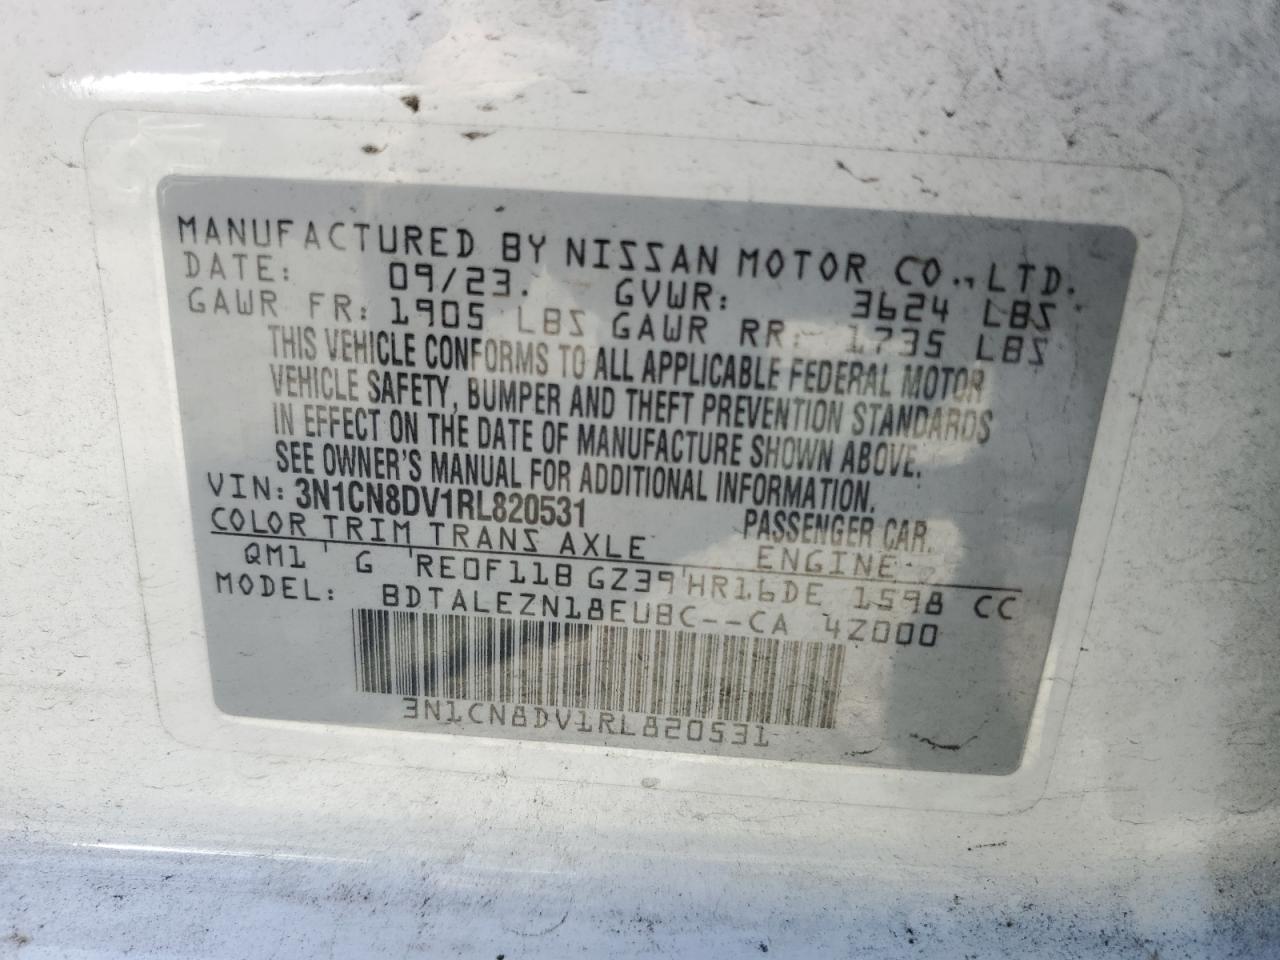 MANUFACTURED BY NISSAN MOTOR CO., LTD.
DATE: 09/23. GVWR: 3624 LBS
GAWR FR: 1905 LBS GAWR RR: 1735 LBS
THIS VEHICLE CONFORMS TO ALL APPLICABLE FEDERAL MOTOR
VEHICLE SAFETY, BUMPER AND THEFT PREVENTION STANDARDS
IN EFFECT ON THE DATE OF MANUFACTURE SHOWN ABOVE.
SEE OWNER'S MANUAL FOR ADDITIONAL INFORMATION.
VIN: 3N1CN8DV1RL820531 PASSENGER CAR.
COLOR TRIM TRANS AXLE ENGINE
QM1 G RE0F11B GZ39 HR16DE 1598 CC
MODEL: BDTALEZN18EUBC--CA 4Z000
3N1CN8DV1RL820531